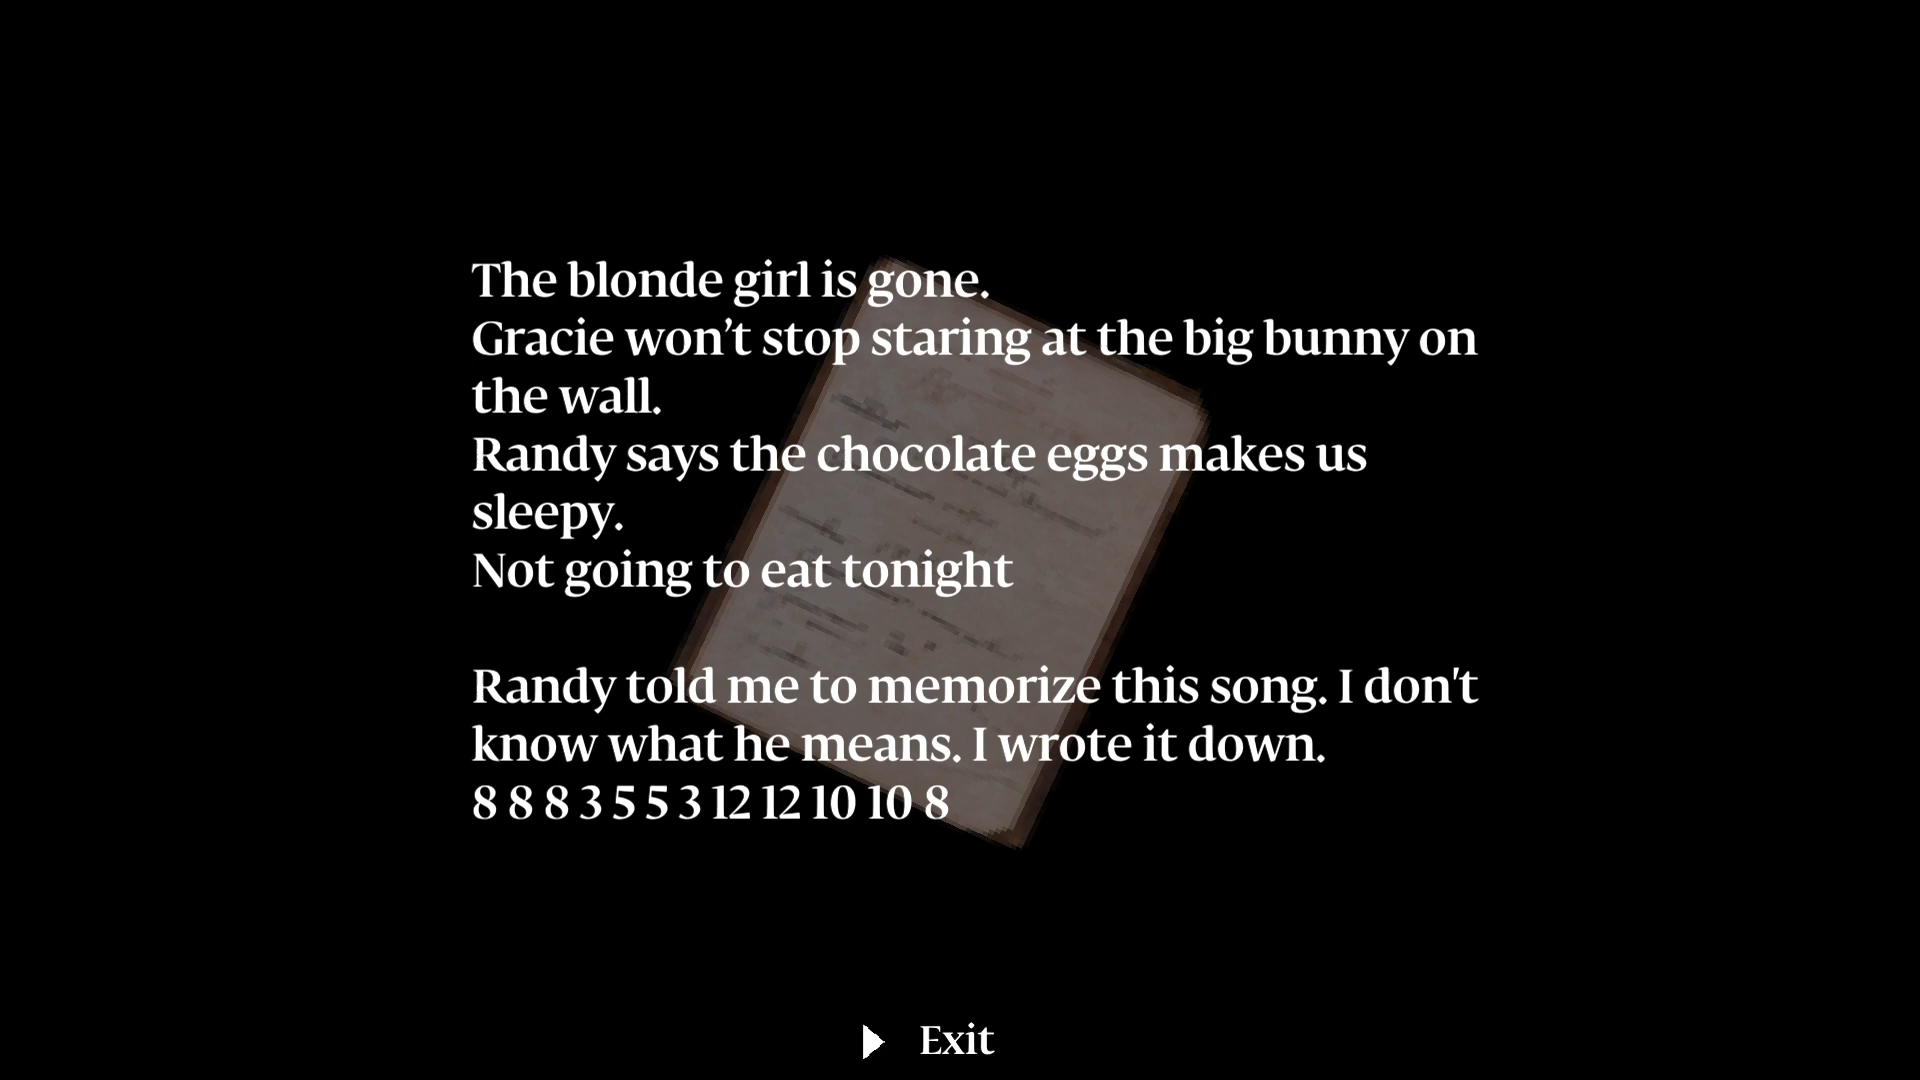 The blonde girl is gone.
Gracie won’t stop staring at the big bunny on
the wall.
Randy says the chocolate eggs makes us
sleepy.
Not going to eat tonight
Randy told me to memorize this song. I don't
know what he means. I wrote it down.
8 8 8 3 5 5 3 12 12 10 10 8
Exit